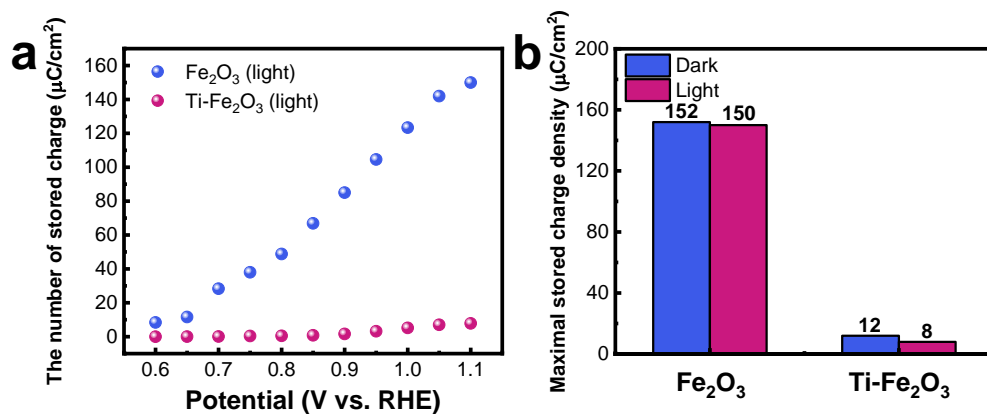 a
The number of stored charge (μC/cm²)
160
140
120
100
80
60
40
20
0
Fe₂O₃ (light)
Ti-Fe₂O₃ (light)
0.6 0.7 0.8 0.9 1.0 1.1
Potential (V vs. RHE)
b
Maximal stored charge density (μC/cm²)
200
160
120
80
40
0
Dark
Light
152 150
12 8
Fe₂O₃ Ti-Fe₂O₃